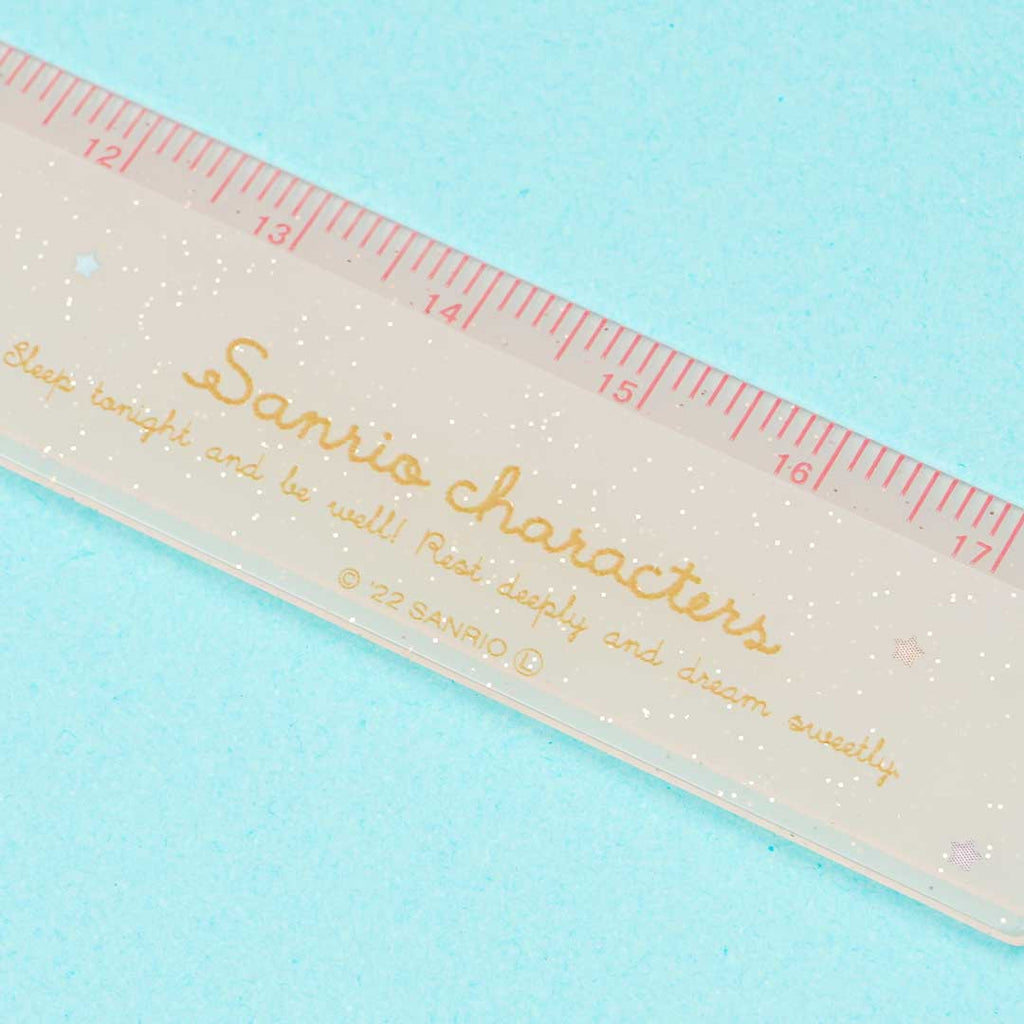 12 13 14 15 16 17
Sanrio characters
Sleep tonight and be well! Rest deeply and dream sweetly.
© '22 SANRIO Ⓛ